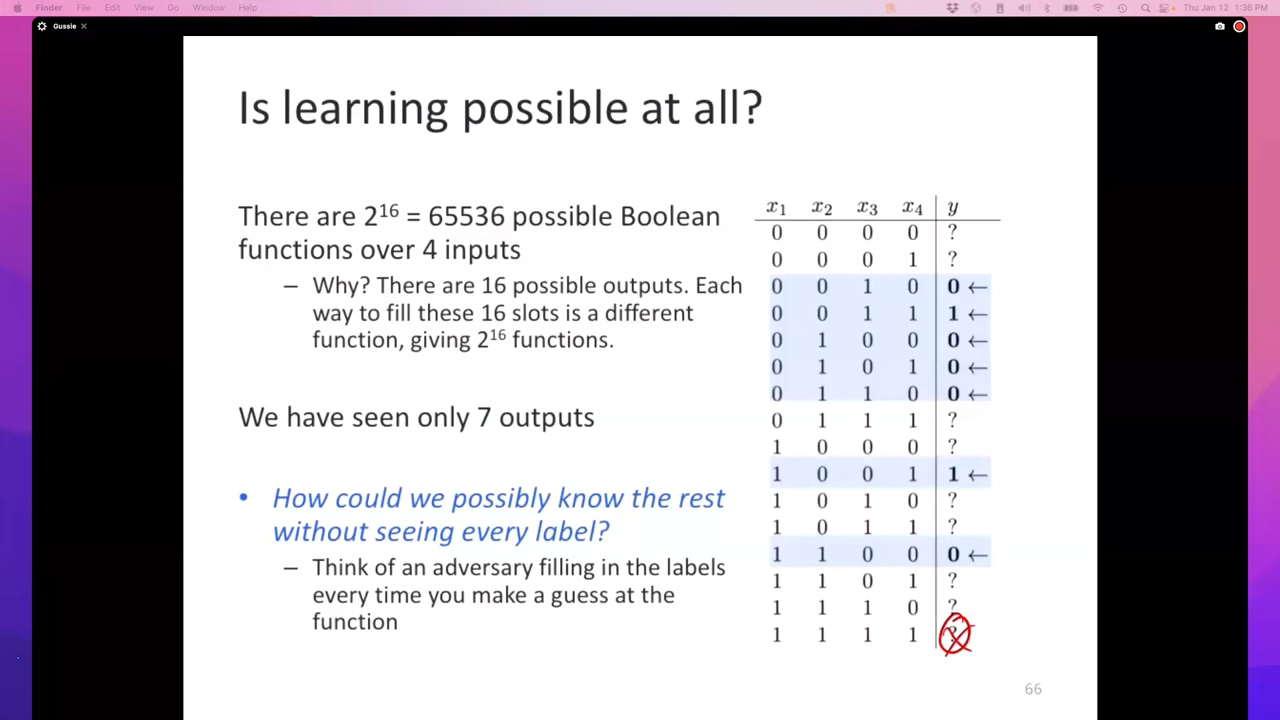 Finder File Edit View Go Window Help Thu Jan 12 1:36 PM
Gussie ×
Is learning possible at all?
There are 2¹⁶ = 65536 possible Boolean
functions over 4 inputs
– Why? There are 16 possible outputs. Each
way to fill these 16 slots is a different
function, giving 2¹⁶ functions.
We have seen only 7 outputs
• How could we possibly know the rest
without seeing every label?
– Think of an adversary filling in the labels
every time you make a guess at the
function
x₁ x₂ x₃ x₄ y
0 0 0 0 ?
0 0 0 1 ?
0 0 1 0 0 ←
0 0 1 1 1 ←
0 1 0 0 0 ←
0 1 0 1 0 ←
0 1 1 0 0 ←
0 1 1 1 ?
1 0 0 0 ?
1 0 0 1 1 ←
1 0 1 0 ?
1 0 1 1 ?
1 1 0 0 0 ←
1 1 0 1 ?
1 1 1 0 ?
1 1 1 1 ?
66